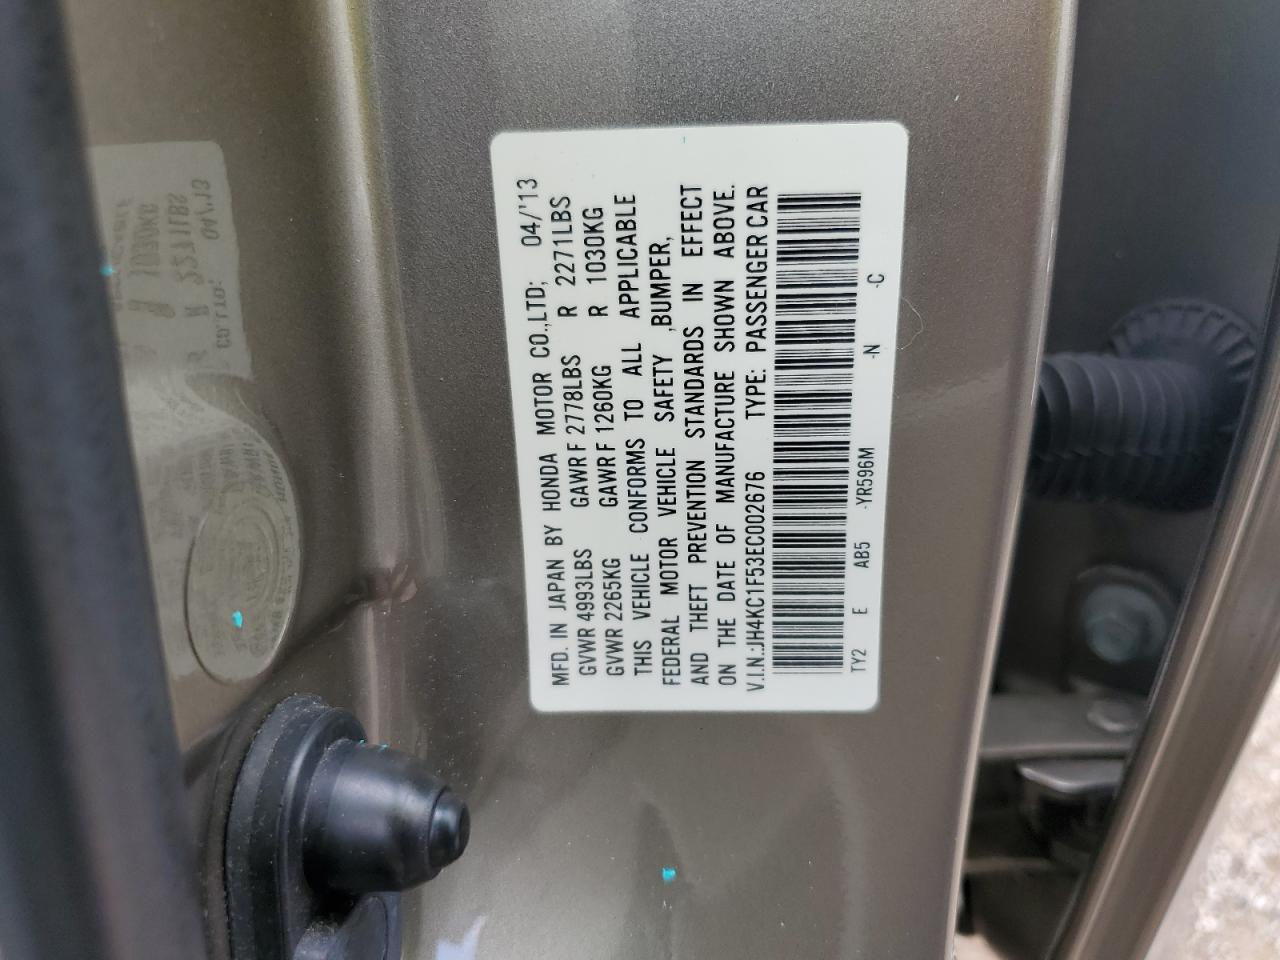 MFD. IN JAPAN BY HONDA MOTOR CO.,LTD; 04/'13
GVWR 4993LBS GAWR F 2778LBS R 2271LBS
GVWR 2265KG GAWR F 1260KG R 1030KG
THIS VEHICLE CONFORMS TO ALL APPLICABLE
FEDERAL MOTOR VEHICLE SAFETY ,BUMPER,
AND THEFT PREVENTION STANDARDS IN EFFECT
ON THE DATE OF MANUFACTURE SHOWN ABOVE.
V.I.N.:JH4KC1F53EC002676 TYPE: PASSENGER CAR
TY2 E AB5 -YR596M -N -C